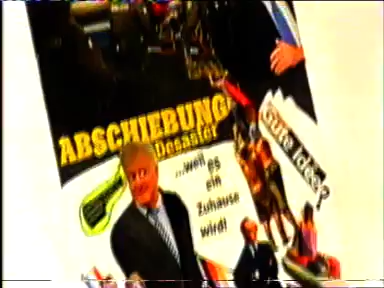 ABSCHIEBUNG
Desaster
Gute Idee?
...weil
es
ein
Zuhause
wird!